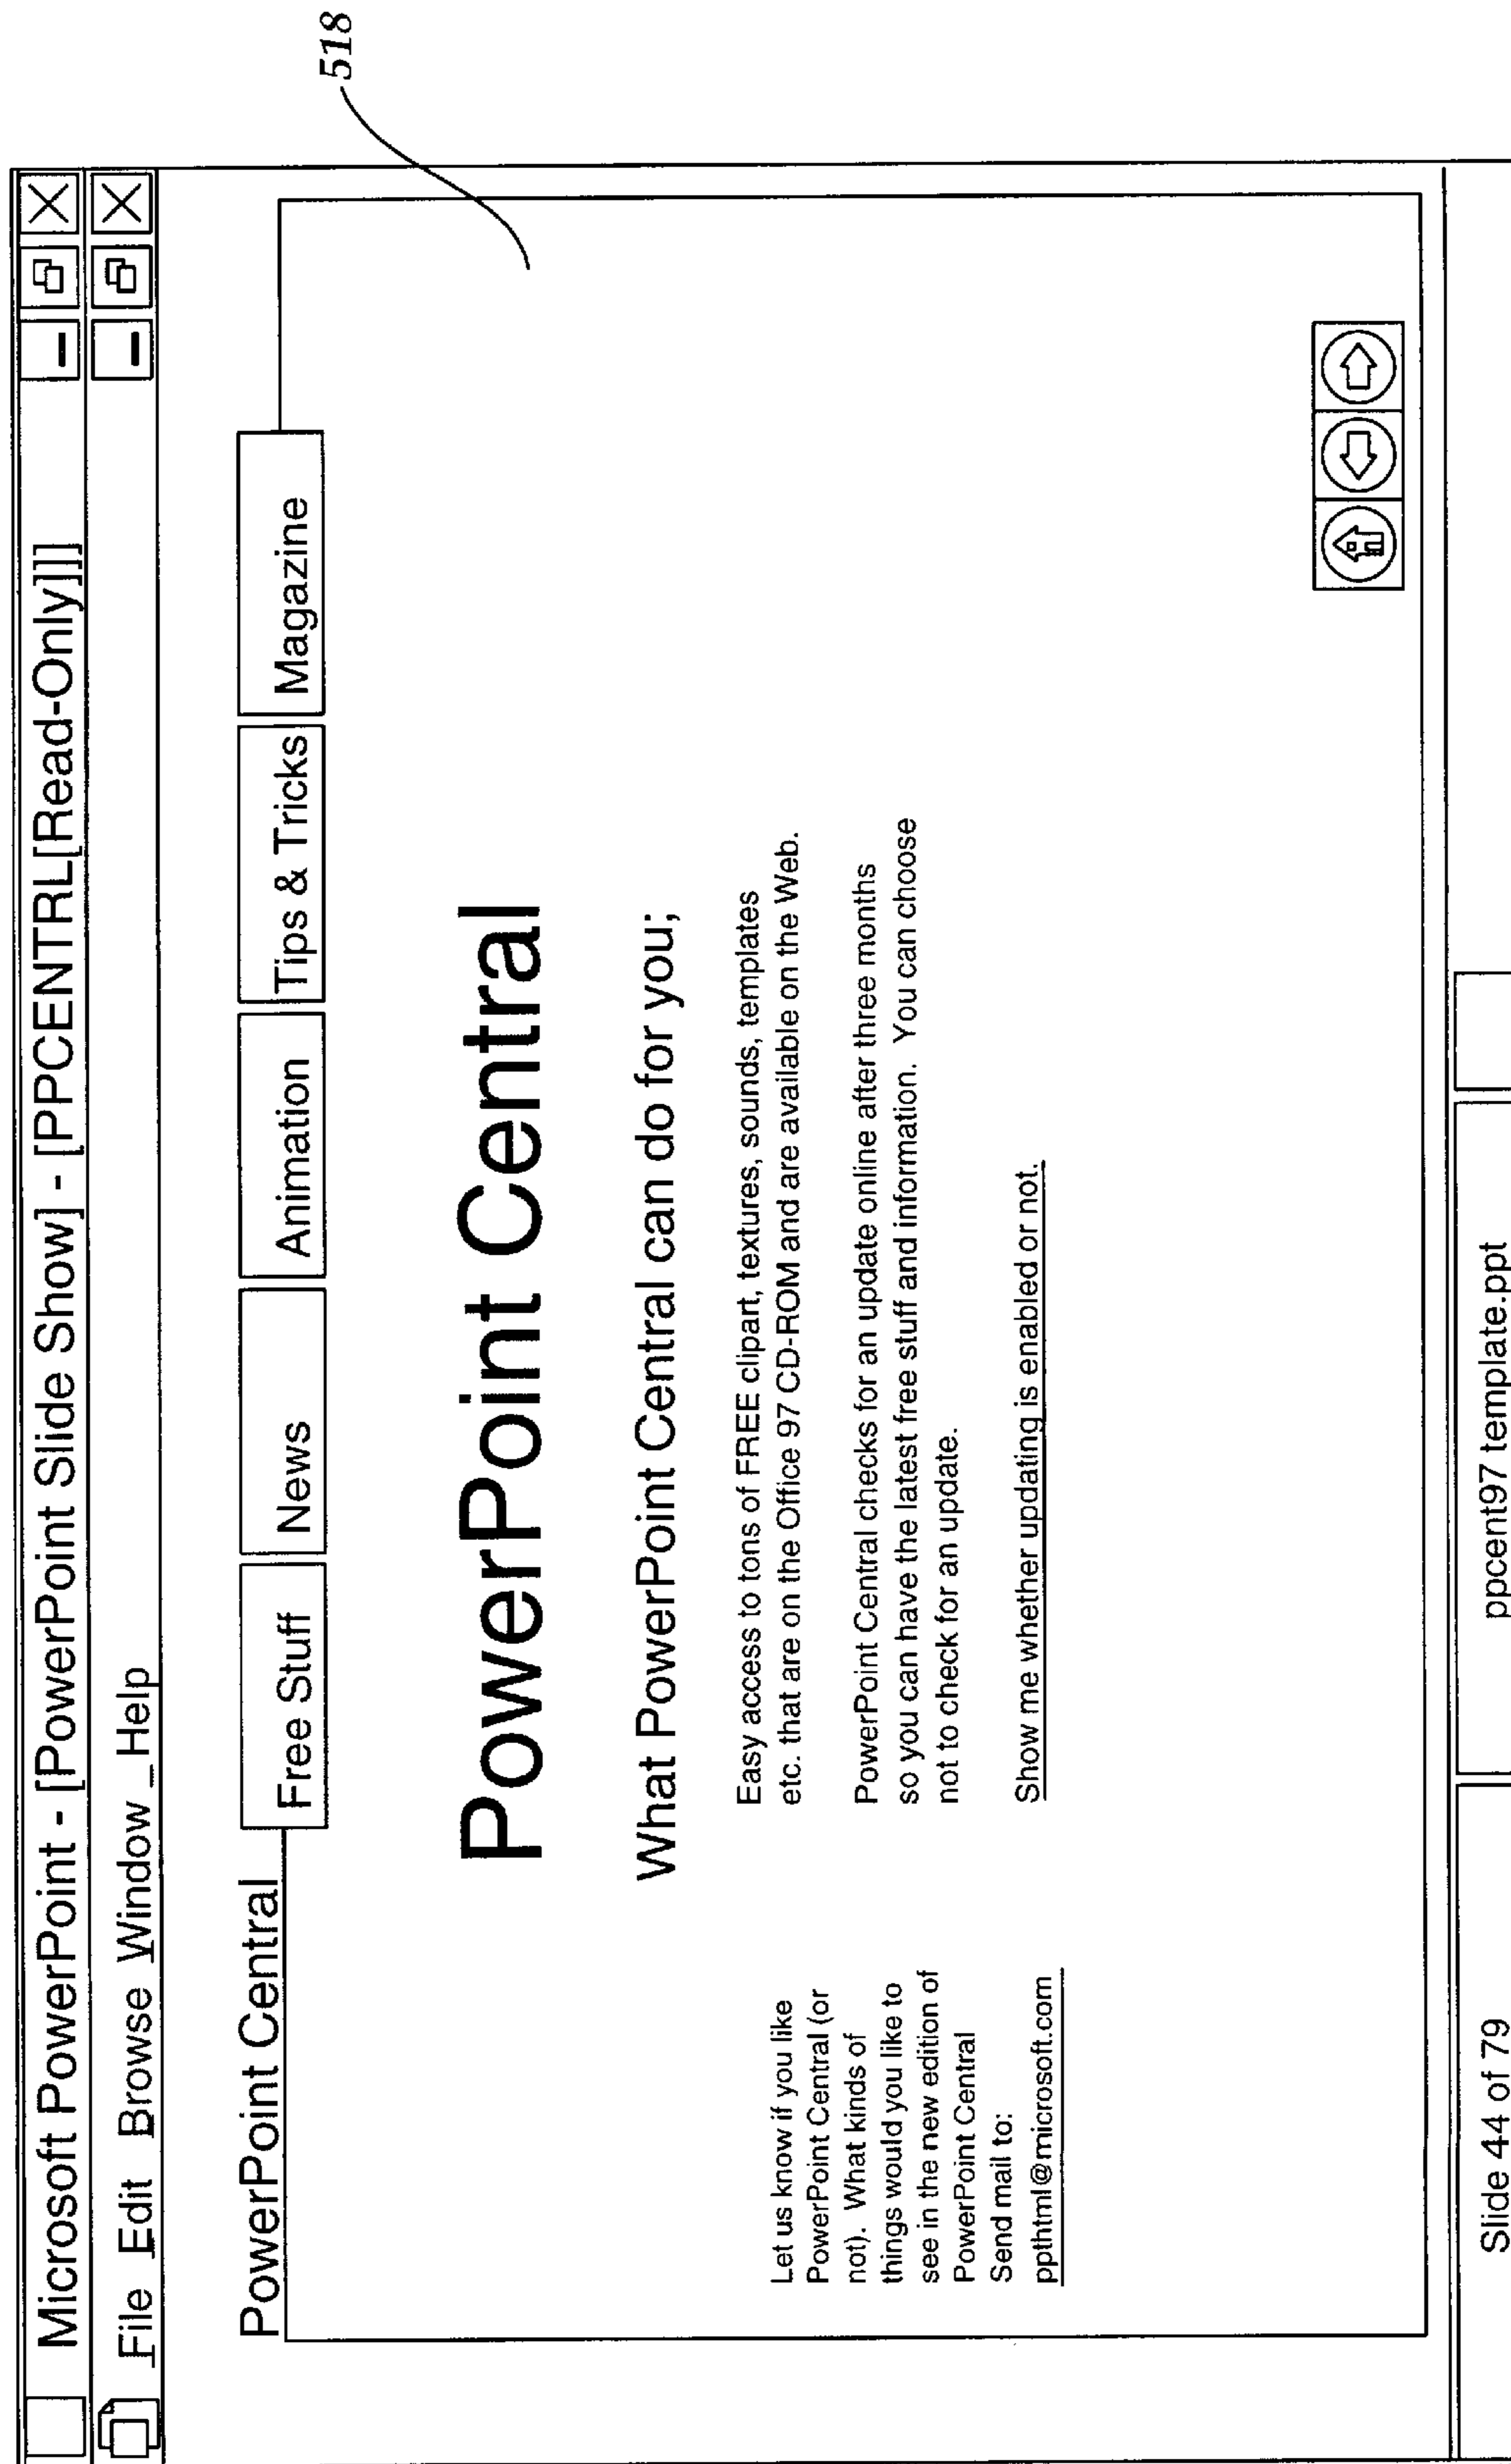 518
Microsoft PowerPoint - [PowerPoint Slide Show] - [PPCENTRL[Read-Only]]]
File Edit Browse Window Help
PowerPoint Central
Free Stuff
News
Animation
Tips & Tricks
Magazine
PowerPoint Central
What PowerPoint Central can do for you;
Easy access to tons of FREE clipart, textures, sounds, templates
etc. that are on the Office 97 CD-ROM and are available on the Web.
PowerPoint Central checks for an update online after three months
so you can have the latest free stuff and information. You can choose
not to check for an update.
Show me whether updating is enabled or not.
Let us know if you like
PowerPoint Central (or
not). What kinds of
things would you like to
see in the new edition of
PowerPoint Central
Send mail to:
ppthtml@microsoft.com
Slide 44 of 79
ppcent97 template.ppt